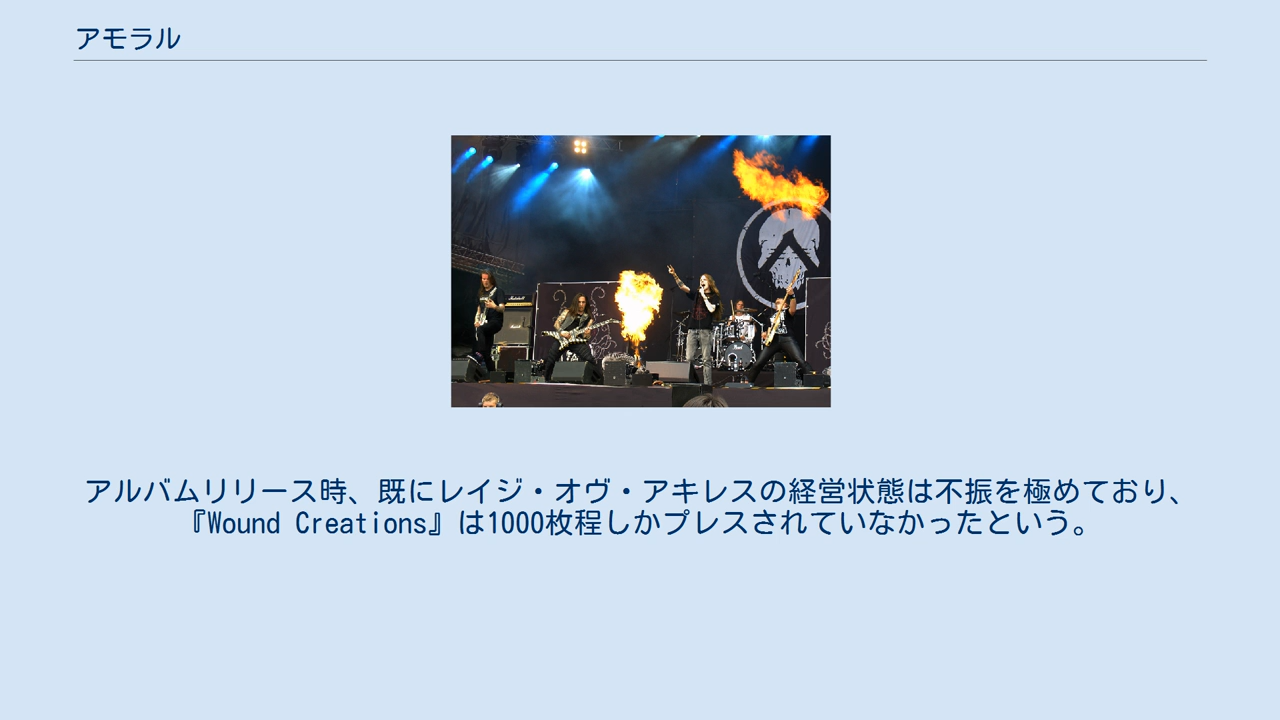 アモラル
アルバムリリース時、既にレイジ・オヴ・アキレスの経営状態は不振を極めており、
『Wound Creations』は1000枚程しかプレスされていなかったという。